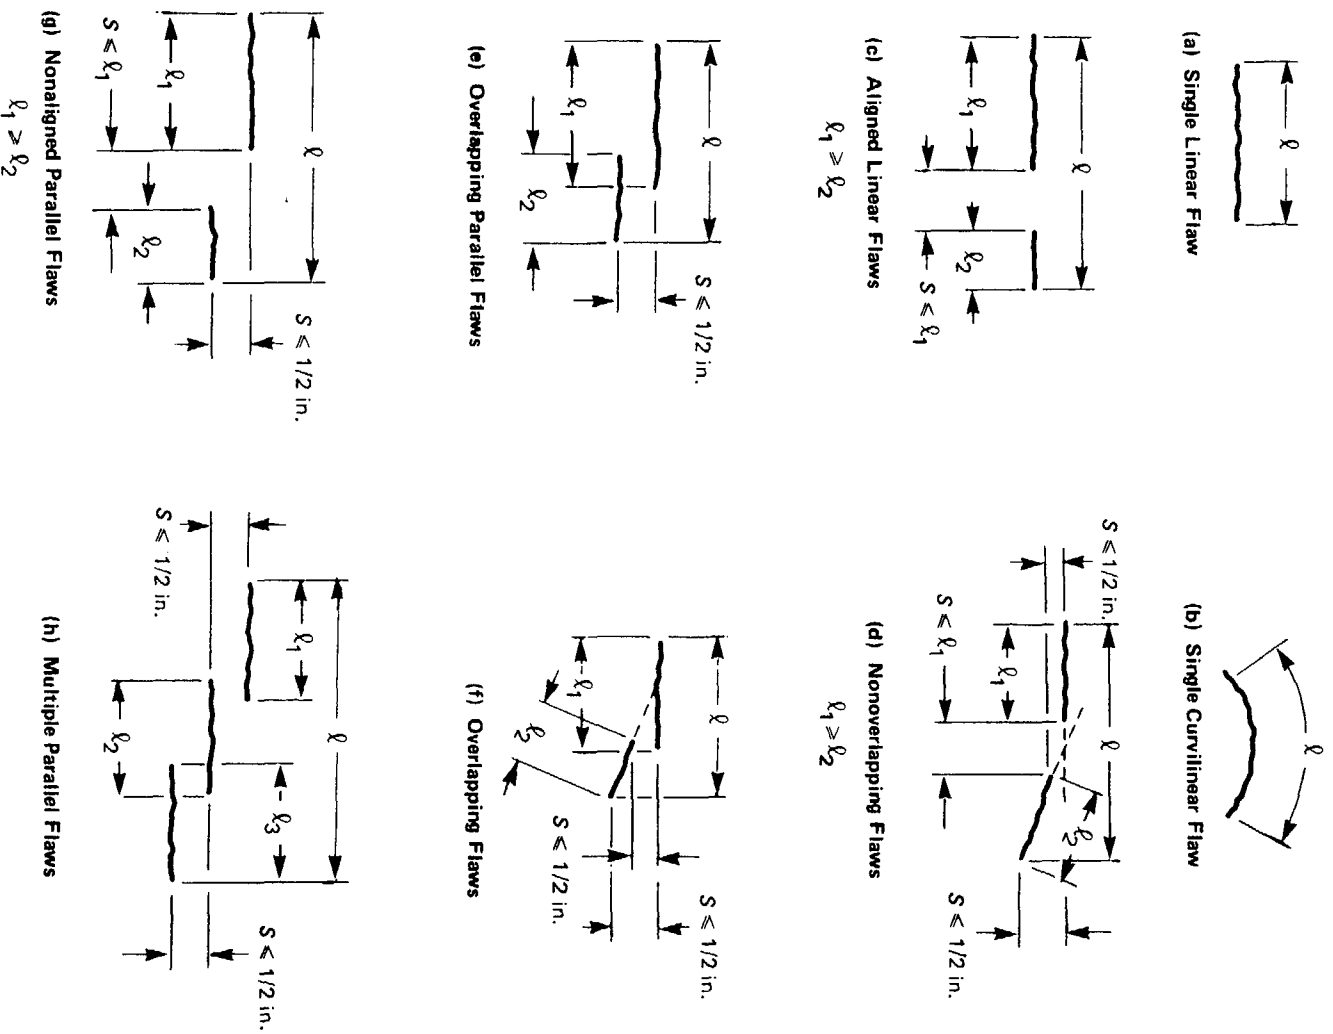 ℓ
(a) Single Linear Flaw
ℓ
(b) Single Curvilinear Flaw
ℓ
ℓ₁
ℓ₂
S ⩽ ℓ₁
(c) Aligned Linear Flaws
ℓ₁ ⩾ ℓ₂
S ⩽ 1/2 in.
ℓ
ℓ₁
ℓ₂
S ⩽ ℓ₁
S ⩽ 1/2 in.
(d) Nonoverlapping Flaws
ℓ₁ ⩾ ℓ₂
ℓ
S ⩽ 1/2 in.
ℓ₁
ℓ₂
(e) Overlapping Parallel Flaws
ℓ
S ⩽ 1/2 in.
ℓ₁
ℓ₂
S ⩽ 1/2 in.
(f) Overlapping Flaws
ℓ
S ⩽ 1/2 in.
ℓ₁
ℓ₂
S ⩽ ℓ₁
(g) Nonaligned Parallel Flaws
ℓ₁ ⩾ ℓ₂
ℓ
ℓ₁
ℓ₃
S ⩽ 1/2 in.
S ⩽ 1/2 in.
ℓ₂
(h) Multiple Parallel Flaws